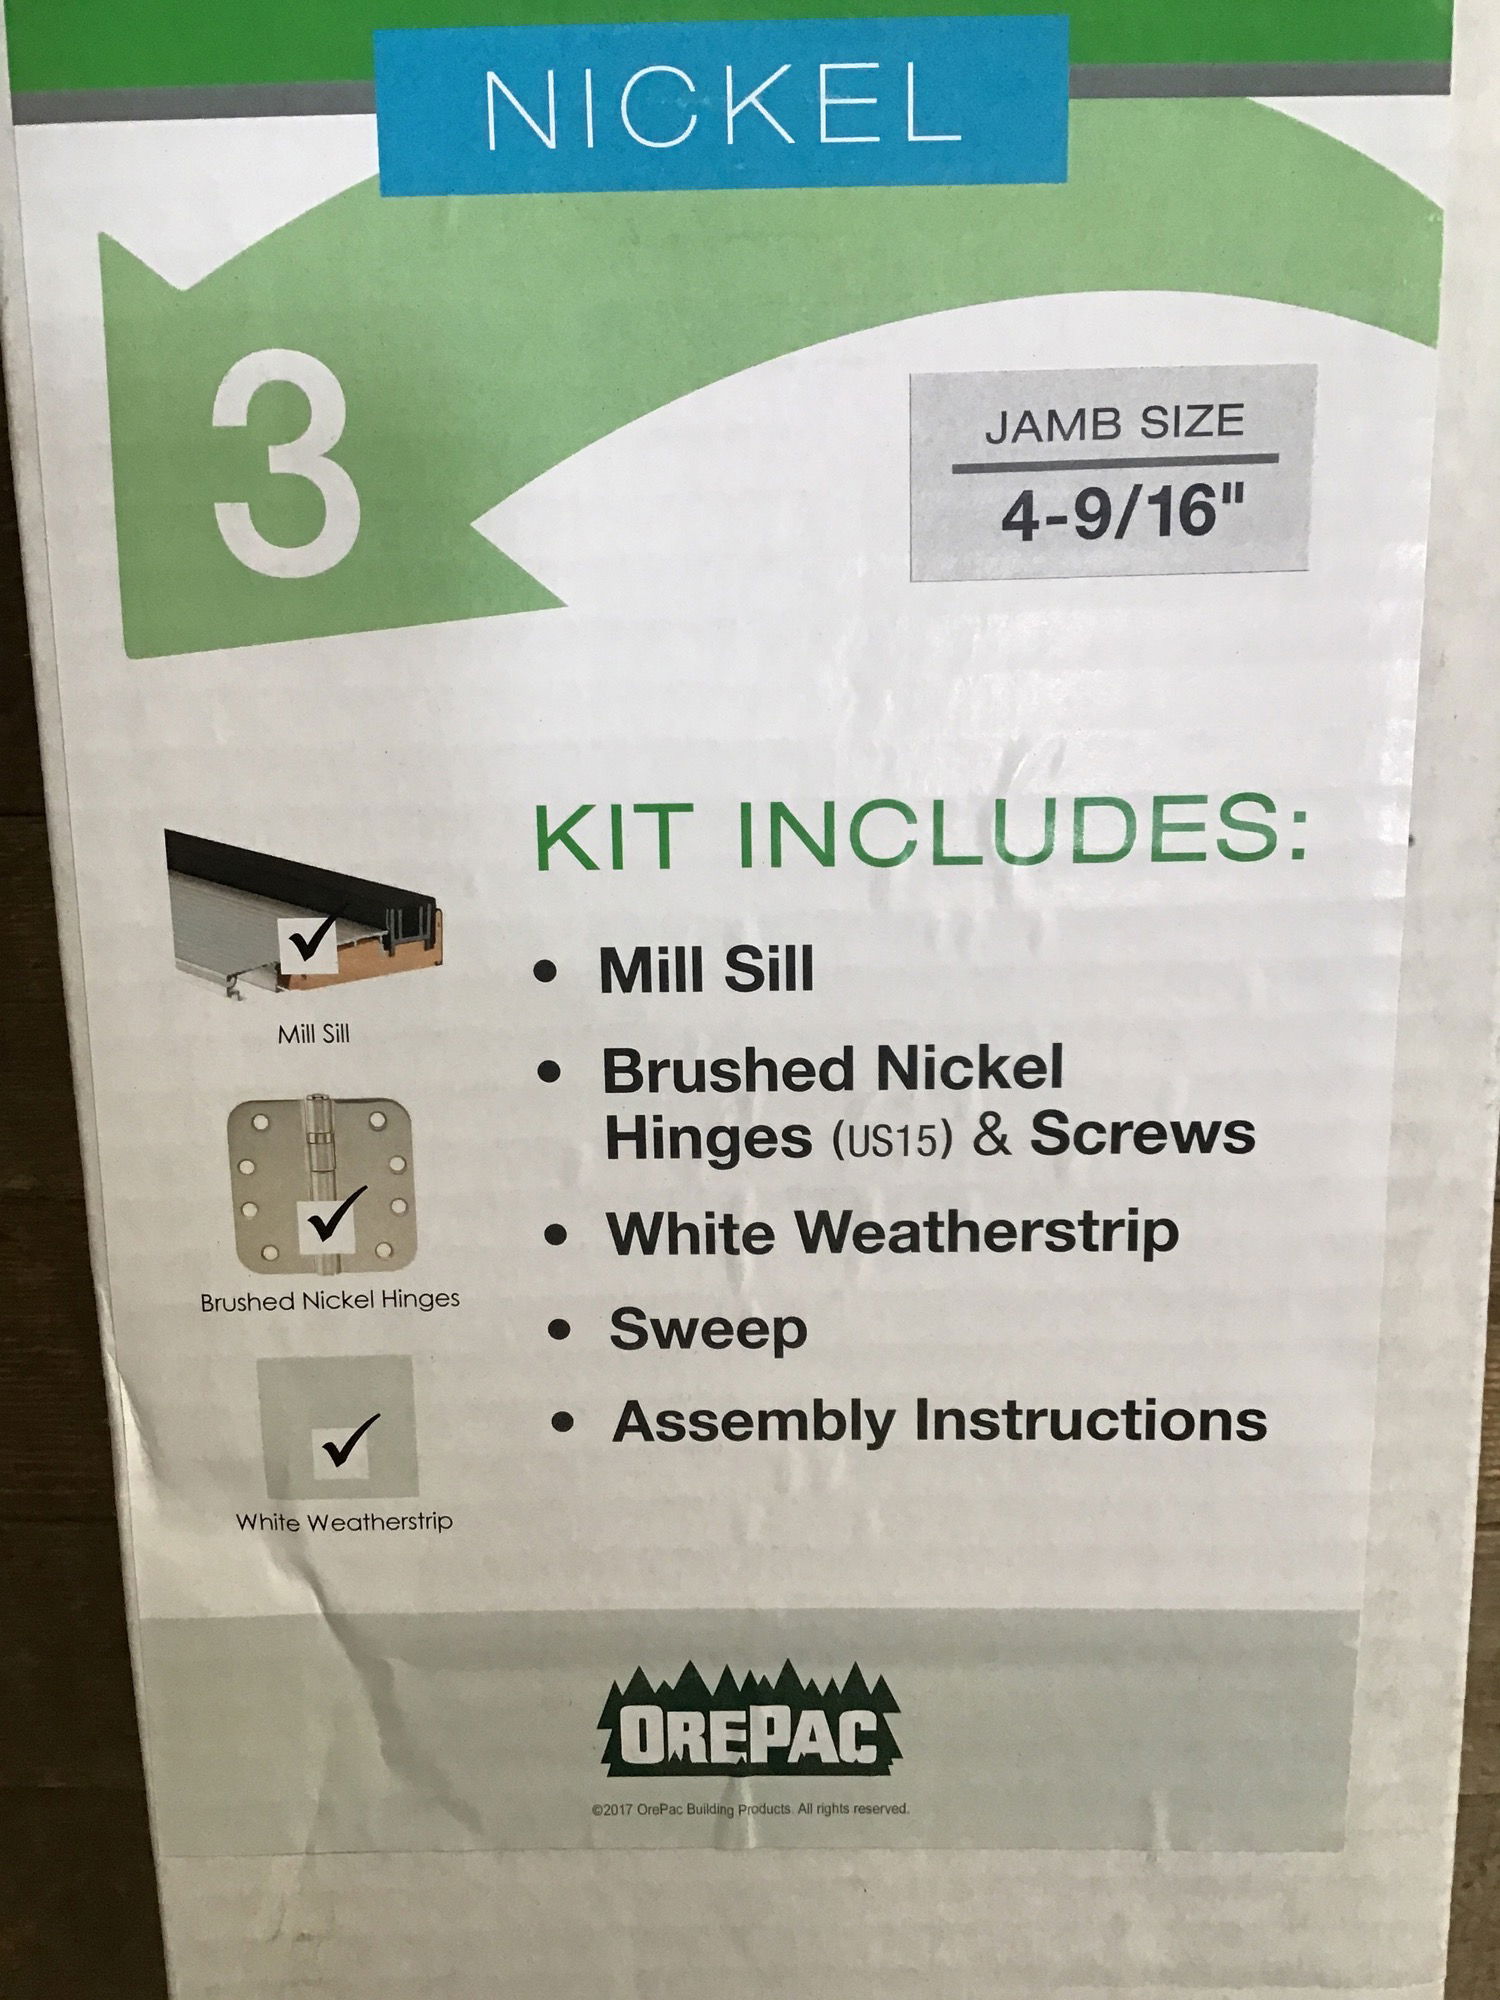 NICKEL
3
JAMB SIZE
4-9/16"
KIT INCLUDES:
• Mill Sill
• Brushed Nickel
Hinges (US15) & Screws
• White Weatherstrip
• Sweep
• Assembly Instructions
Mill Sill
Brushed Nickel Hinges
White Weatherstrip
OREPAC
©2017 OrePac Building Products. All rights reserved.